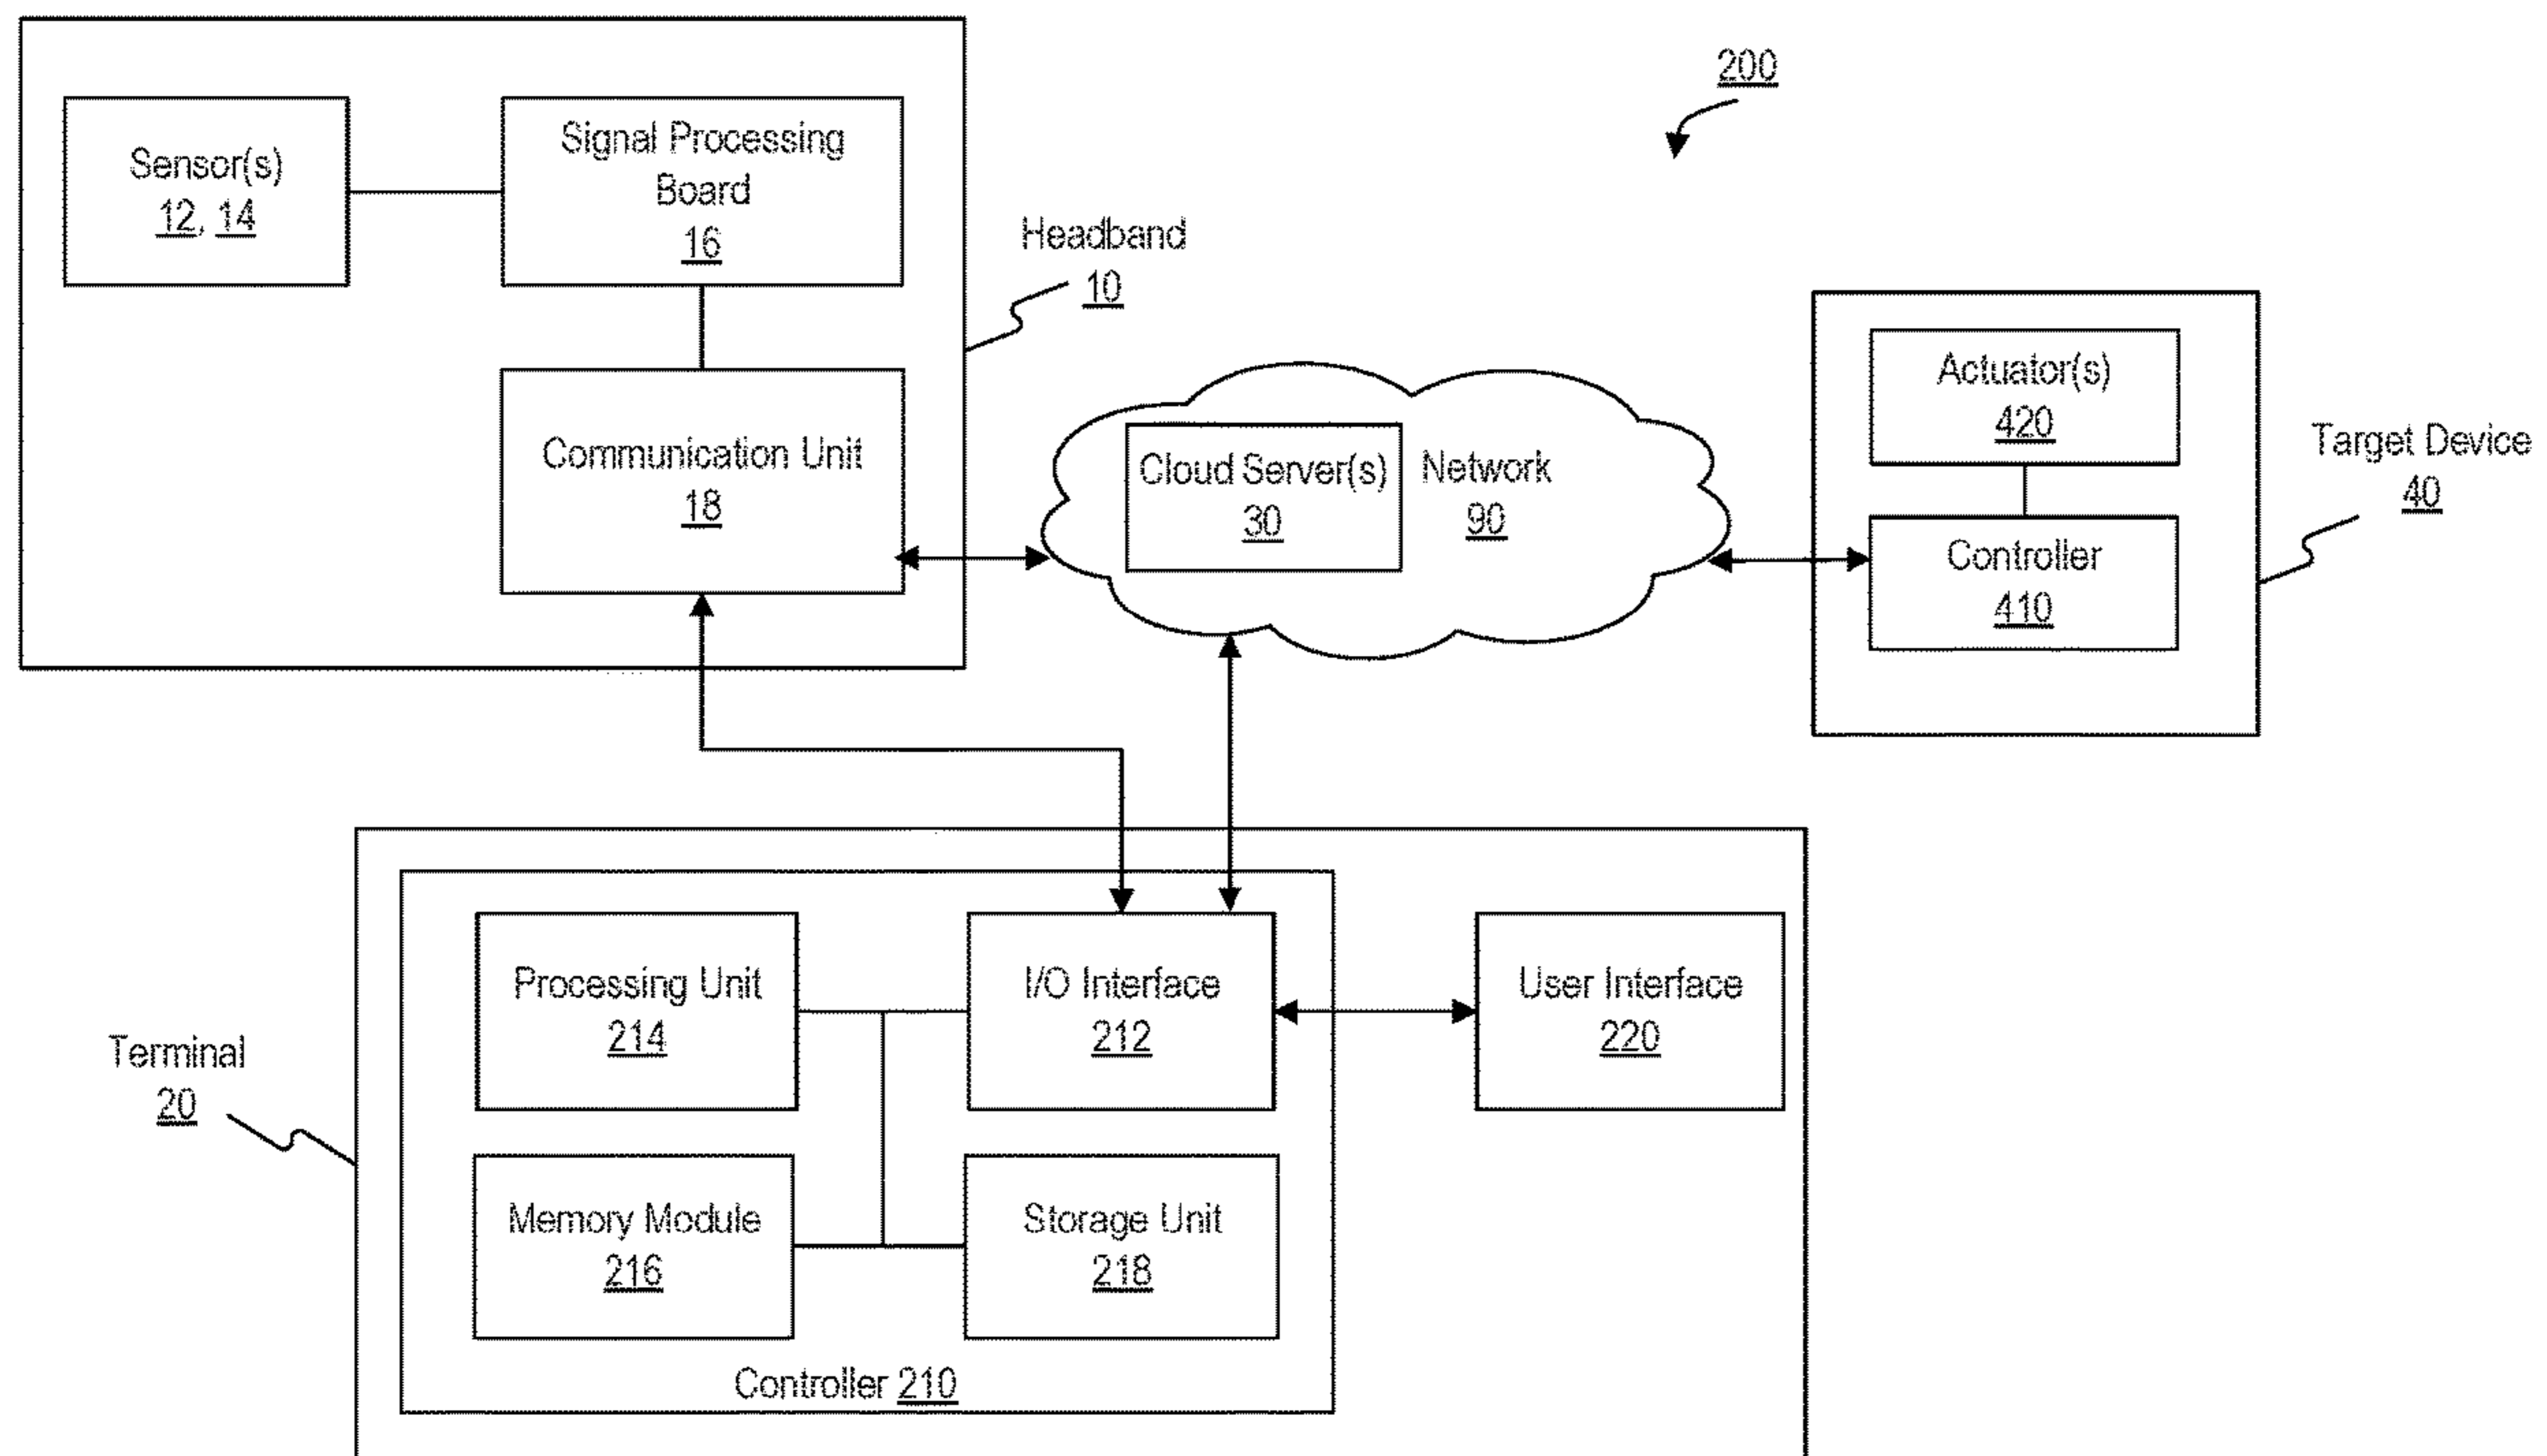 200
Sensor(s)
12, 14
Signal Processing
Board
16
Headband
10
Communication Unit
18
Cloud Server(s)
30
Network
90
Actuator(s)
420
Controller
410
Target Device
40
Terminal
20
Processing Unit
214
I/O Interface
212
User Interface
220
Memory Module
216
Storage Unit
218
Controller 210